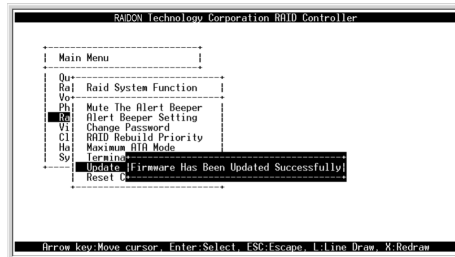 RAIDON Technology Corporation RAID Controller
Main Menu
Qu
Ra Raid System Function
Vo
Ph Mute The Alert Beeper
Ra Alert Beeper Setting
Vi Change Password
Cl RAID Rebuild Priority
Ha Maximum ATA Mode
Sy Termina
Update Firmware Has Been Updated Successfully
Reset C
Arrow key:Move cursor, Enter:Select, ESC:Escape, L:Line Draw, X:Redraw